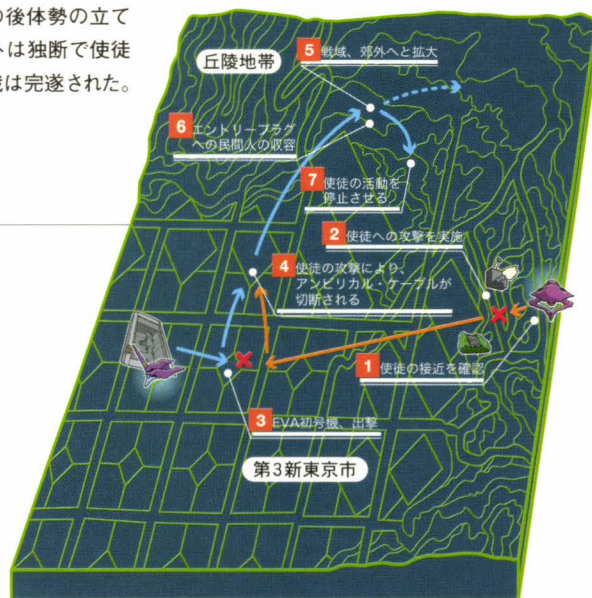 の後体勢の立て
トは独断で使徒
は完遂された。
丘陵地帯
5 戦域、郊外へと拡大
6 エントリープラグ
への民間人の収容
7 使徒の活動を
停止させる
2 使徒への攻撃を実施
4 使徒の攻撃により、
アンビリカル・ケーブルが
切断される
1 使徒の接近を確認
3 EVA初号機、出撃
第3新東京市